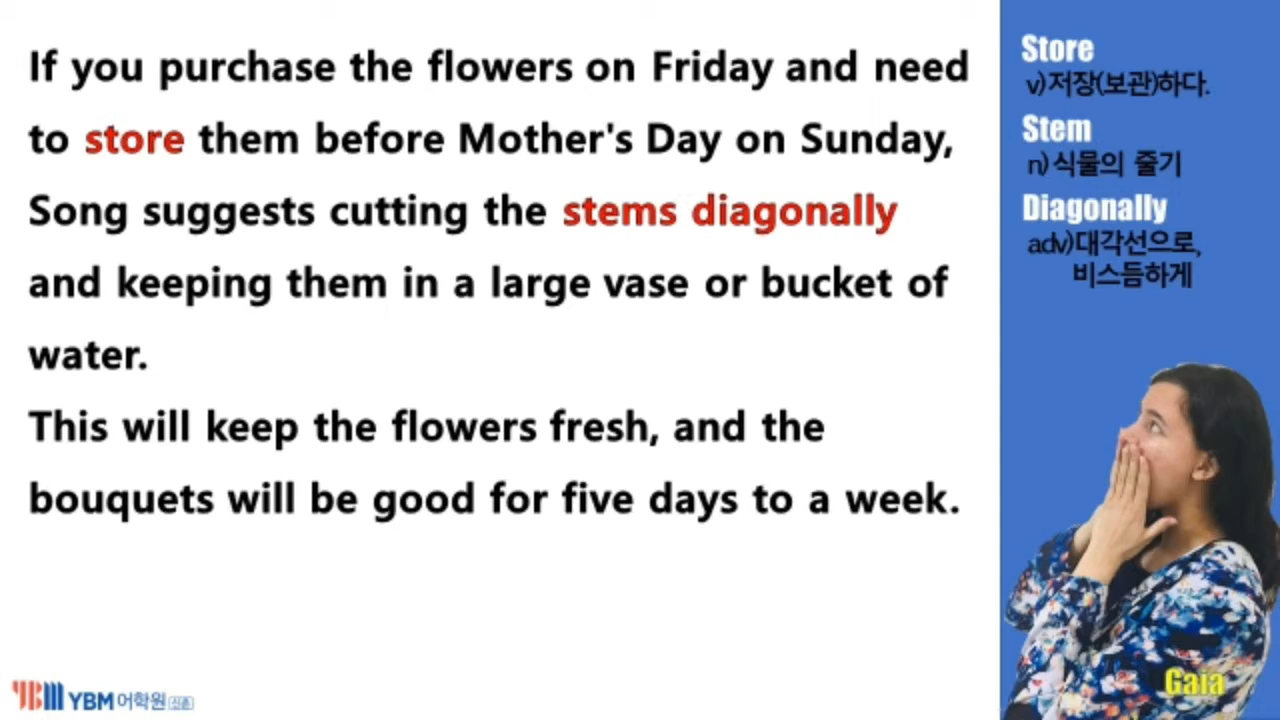 If you purchase the flowers on Friday and need
to store them before Mother's Day on Sunday,
Song suggests cutting the stems diagonally
and keeping them in a large vase or bucket of
water.
This will keep the flowers fresh, and the
bouquets will be good for five days to a week.
Store
v)저장(보관)하다.
Stem
n)식물의 줄기
Diagonally
adv)대각선으로,
비스듬하게
Gaia
YBM 어학원 신촌